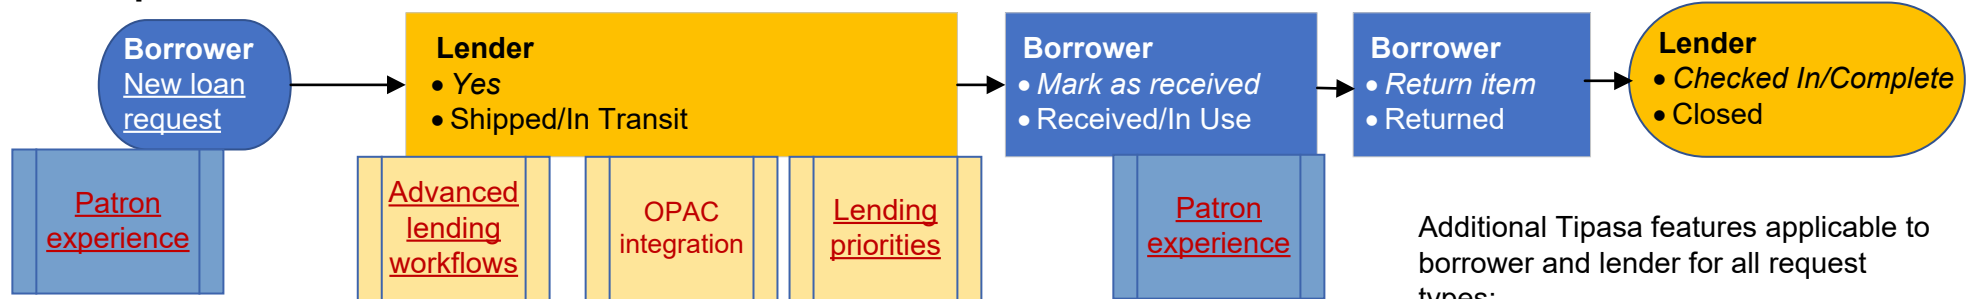 Borrower
New loan
request
Lender
• Yes
• Shipped/In Transit
Borrower
• Mark as received
• Received/In Use
Borrower
• Return item
• Returned
Lender
• Checked In/Complete
• Closed
Patron
experience
Advanced
lending
workflows
OPAC
integration
Lending
priorities
Patron
experience
Additional Tipasa features applicable to
borrower and lender for all request
types: